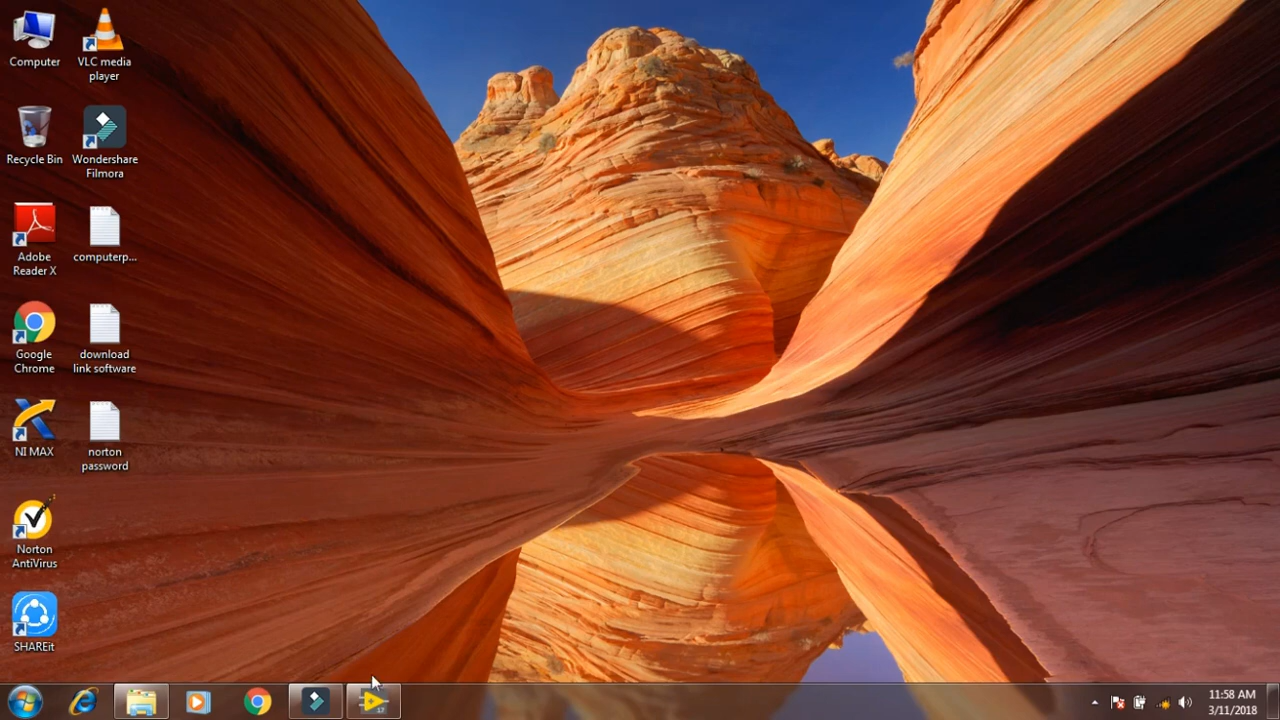 Computer
VLC media
player
Recycle Bin
Wondershare
Filmora
Adobe
Reader X
computerp...
Google
Chrome
download
link software
NI MAX
norton
password
Norton
AntiVirus
SHAREit
17
11:58 AM
3/11/2018